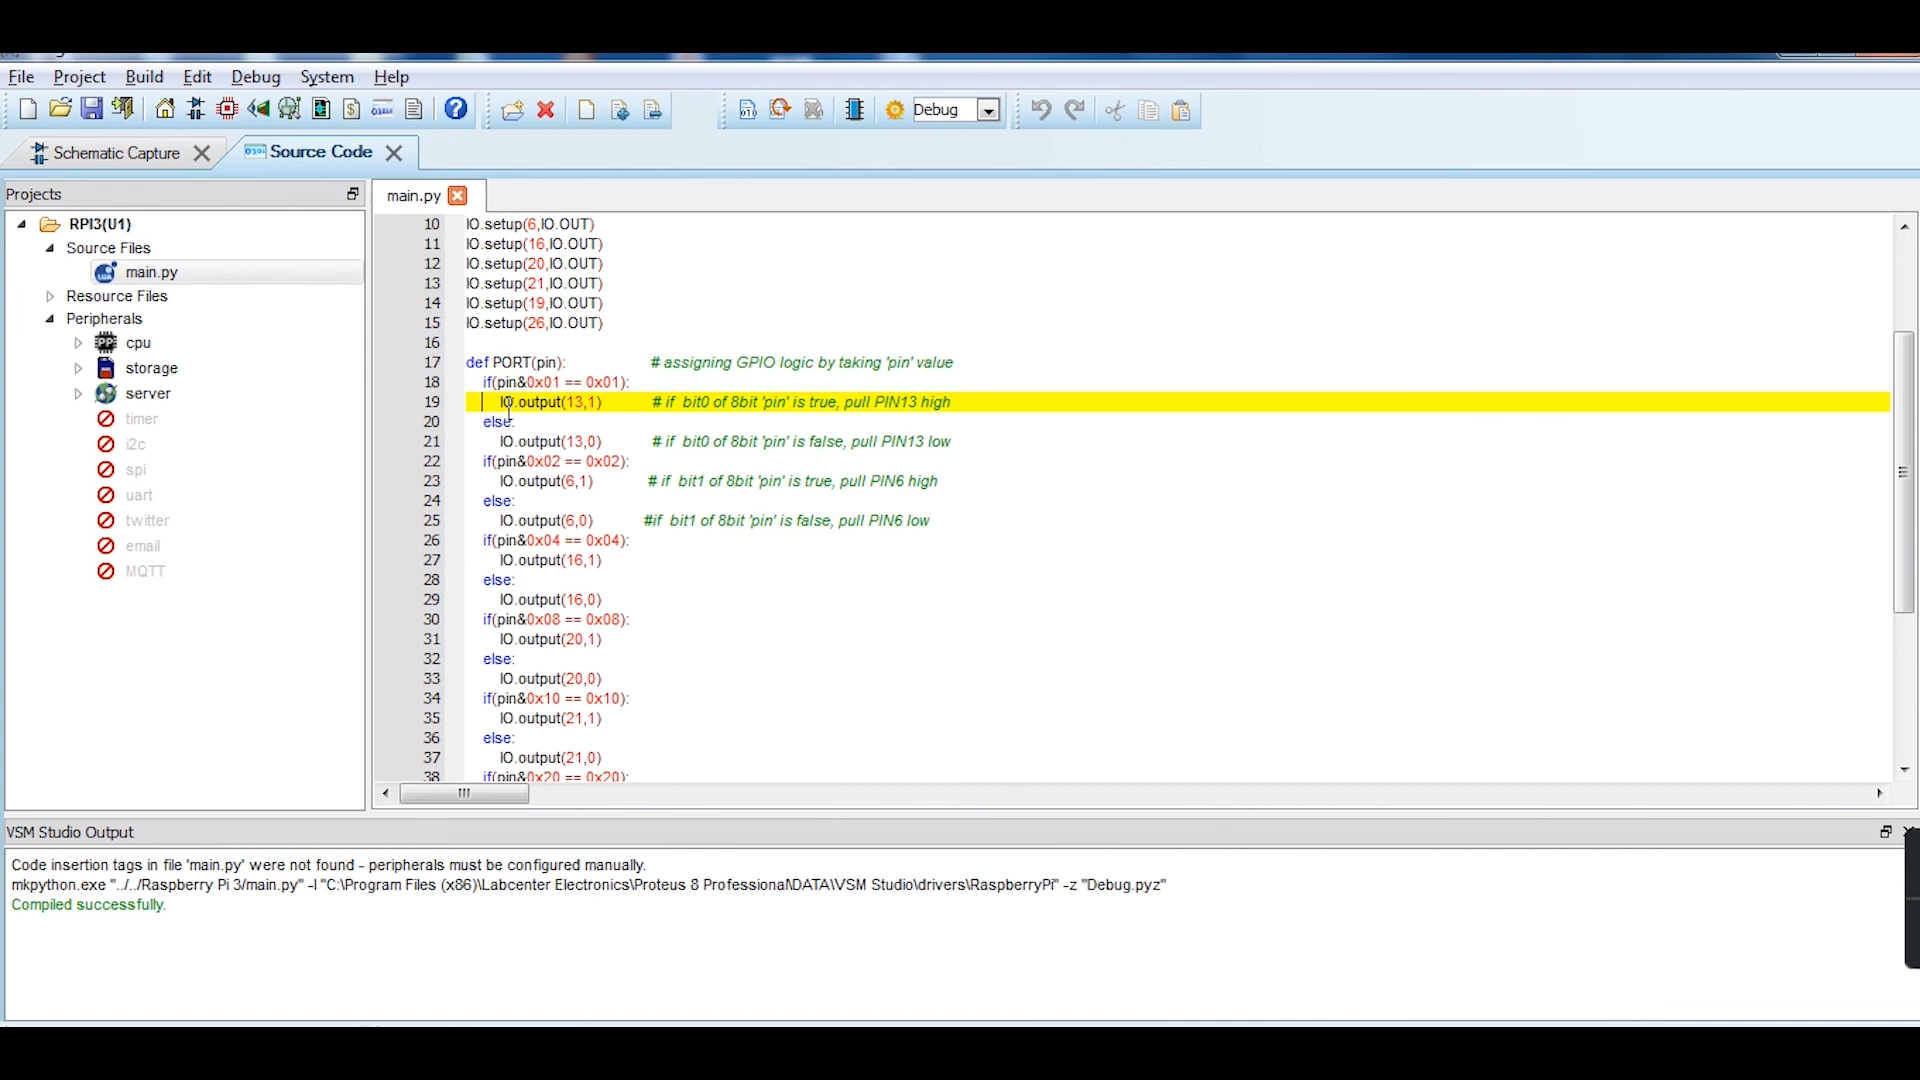 File Project Build Edit Debug System Help
Debug
Schematic Capture Source Code
Projects
RPI3(U1)
Source Files
main.py
Resource Files
Peripherals
cpu
storage
server
timer
i2c
spi
uart
twitter
email
MQTT
main.py
10 IO.setup(6,IO.OUT)
11 IO.setup(16,IO.OUT)
12 IO.setup(20,IO.OUT)
13 IO.setup(21,IO.OUT)
14 IO.setup(19,IO.OUT)
15 IO.setup(26,IO.OUT)
16
17 def PORT(pin): # assigning GPIO logic by taking 'pin' value
18 if(pin&0x01 == 0x01):
19 IO.output(13,1) # if bit0 of 8bit 'pin' is true, pull PIN13 high
20 else:
21 IO.output(13,0) # if bit0 of 8bit 'pin' is false, pull PIN13 low
22 if(pin&0x02 == 0x02):
23 IO.output(6,1) # if bit1 of 8bit 'pin' is true, pull PIN6 high
24 else:
25 IO.output(6,0) #if bit1 of 8bit 'pin' is false, pull PIN6 low
26 if(pin&0x04 == 0x04):
27 IO.output(16,1)
28 else:
29 IO.output(16,0)
30 if(pin&0x08 == 0x08):
31 IO.output(20,1)
32 else:
33 IO.output(20,0)
34 if(pin&0x10 == 0x10):
35 IO.output(21,1)
36 else:
37 IO.output(21,0)
38 if(pin&0x20 == 0x20):
VSM Studio Output
Code insertion tags in file 'main.py' were not found - peripherals must be configured manually.
mkpython.exe "../../Raspberry Pi 3/main.py" -I "C:\Program Files (x86)\Labcenter Electronics\Proteus 8 Professional\DATA\VSM Studio\drivers\RaspberryPi" -z "Debug.pyz"
Compiled successfully.